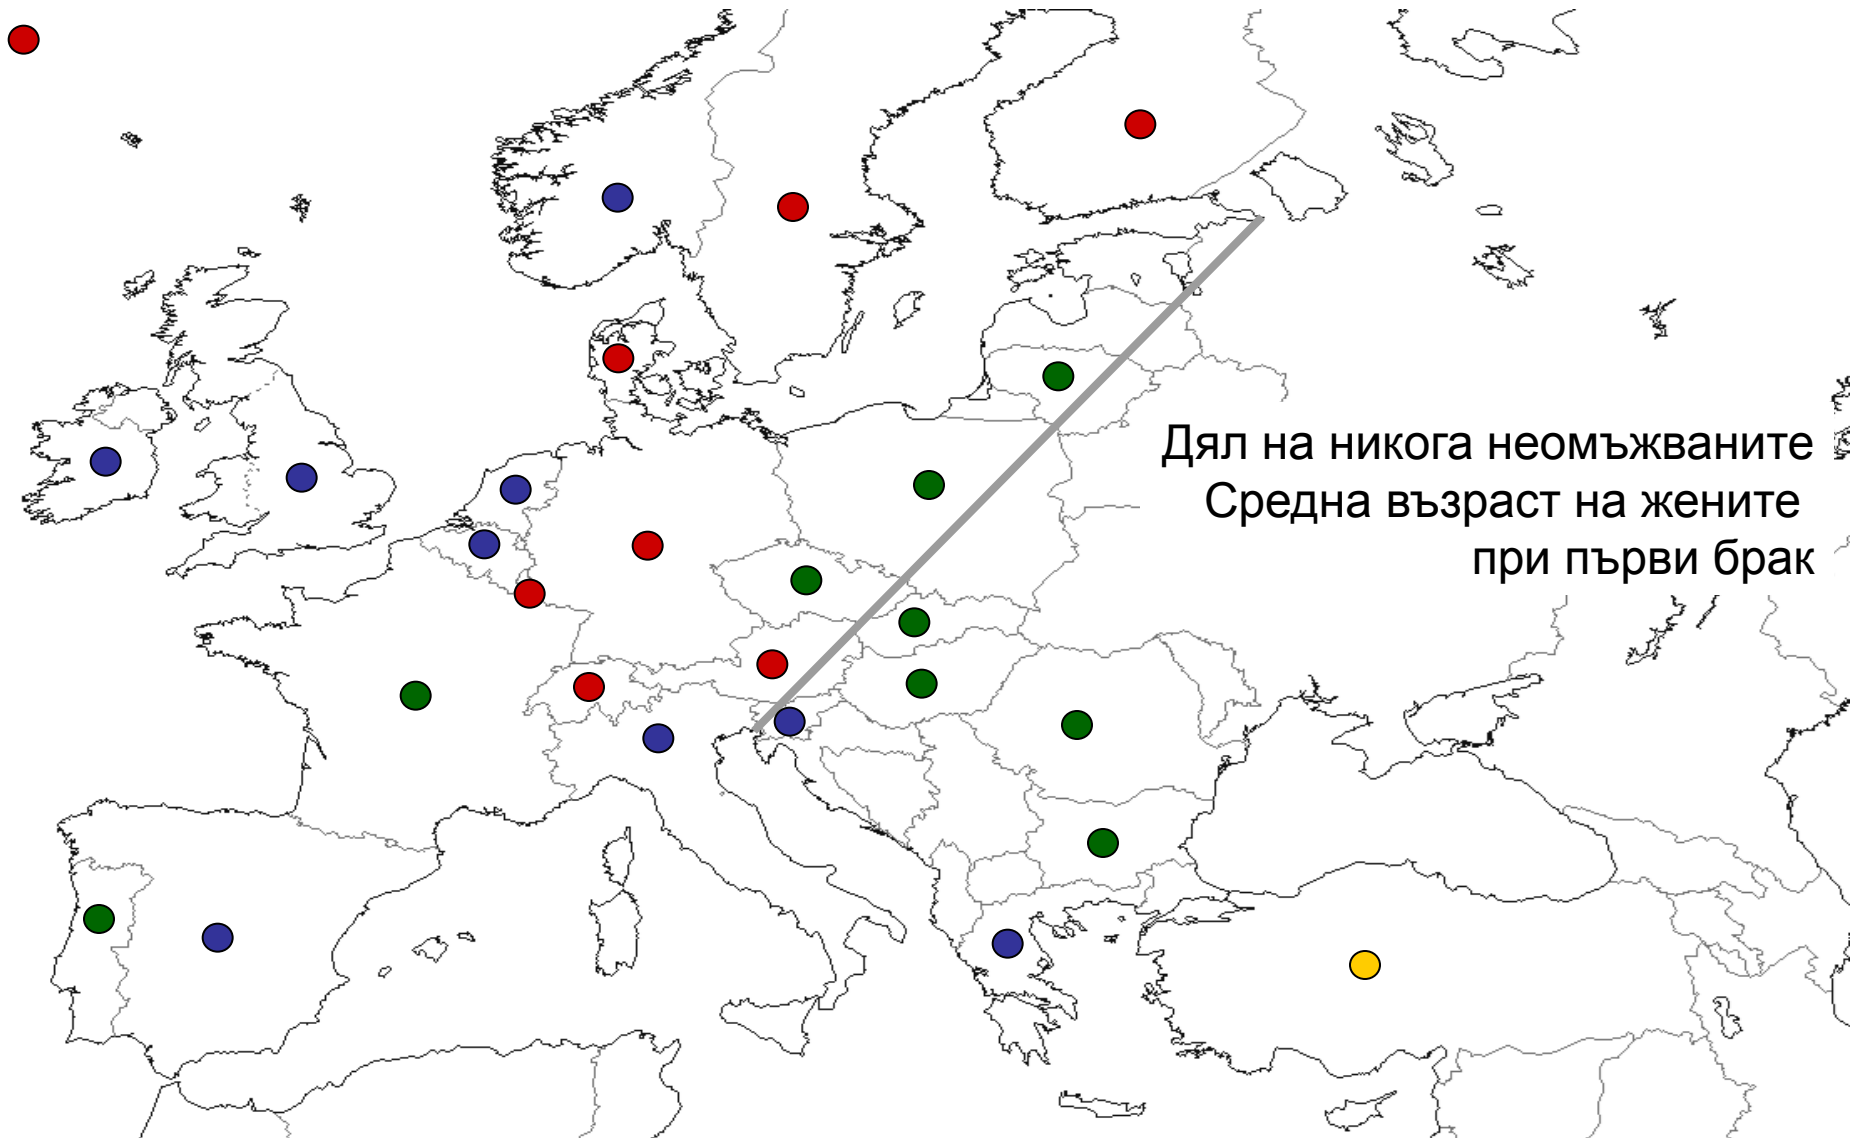 Дял на никога неомъжваните
Средна възраст на жените
при първи брак